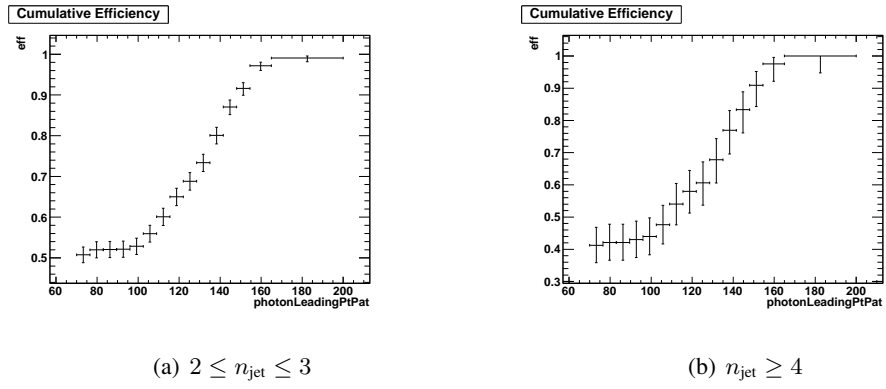 Cumulative Efficiency
eff
1
0.9
0.8
0.7
0.6
0.5
60 80 100 120 140 160 180 200
photonLeadingPtPat
(a) 2 ≤ n_jet ≤ 3
Cumulative Efficiency
eff
1
0.9
0.8
0.7
0.6
0.5
0.4
0.3
60 80 100 120 140 160 180 200
photonLeadingPtPat
(b) n_jet ≥ 4